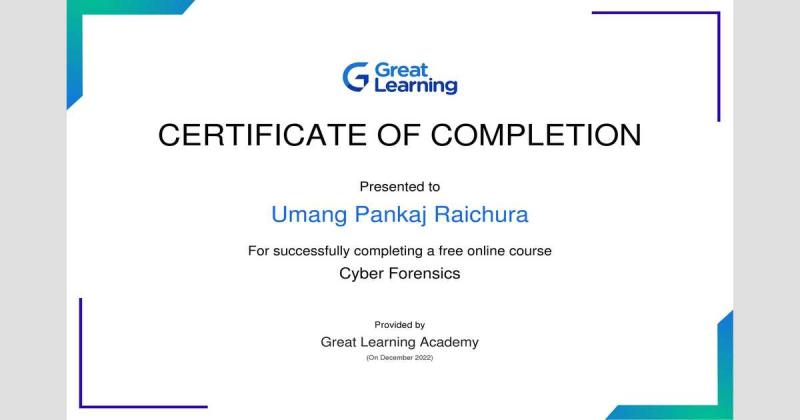 Great
Learning
CERTIFICATE OF COMPLETION
Presented to
Umang Pankaj Raichura
For successfully completing a free online course
Cyber Forensics
Provided by
Great Learning Academy
(On December 2022)